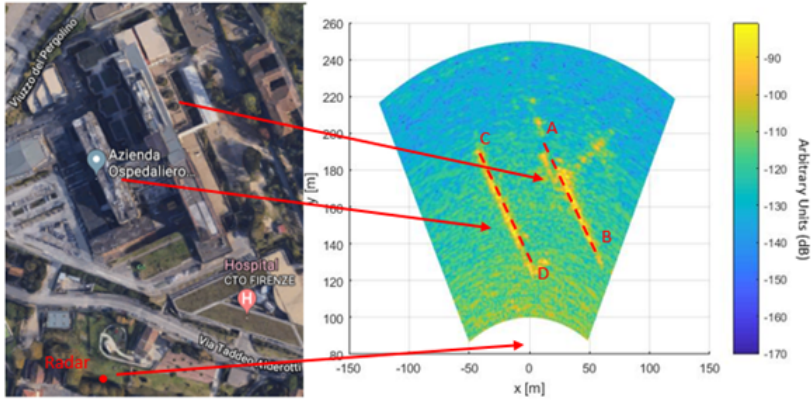 Viuzzo del Pergolino
Azienda
Ospedaliero...
Hospital
CTO FIRENZE
H
Via Taddeo Alderotti
Radar
260
240
220
200
180
160
140
120
100
80
y [m]
-150
-100
-50
0
50
100
150
x [m]
A
B
C
D
-90
-100
-110
-120
-130
-140
-150
-160
-170
Arbitrary Units (dB)